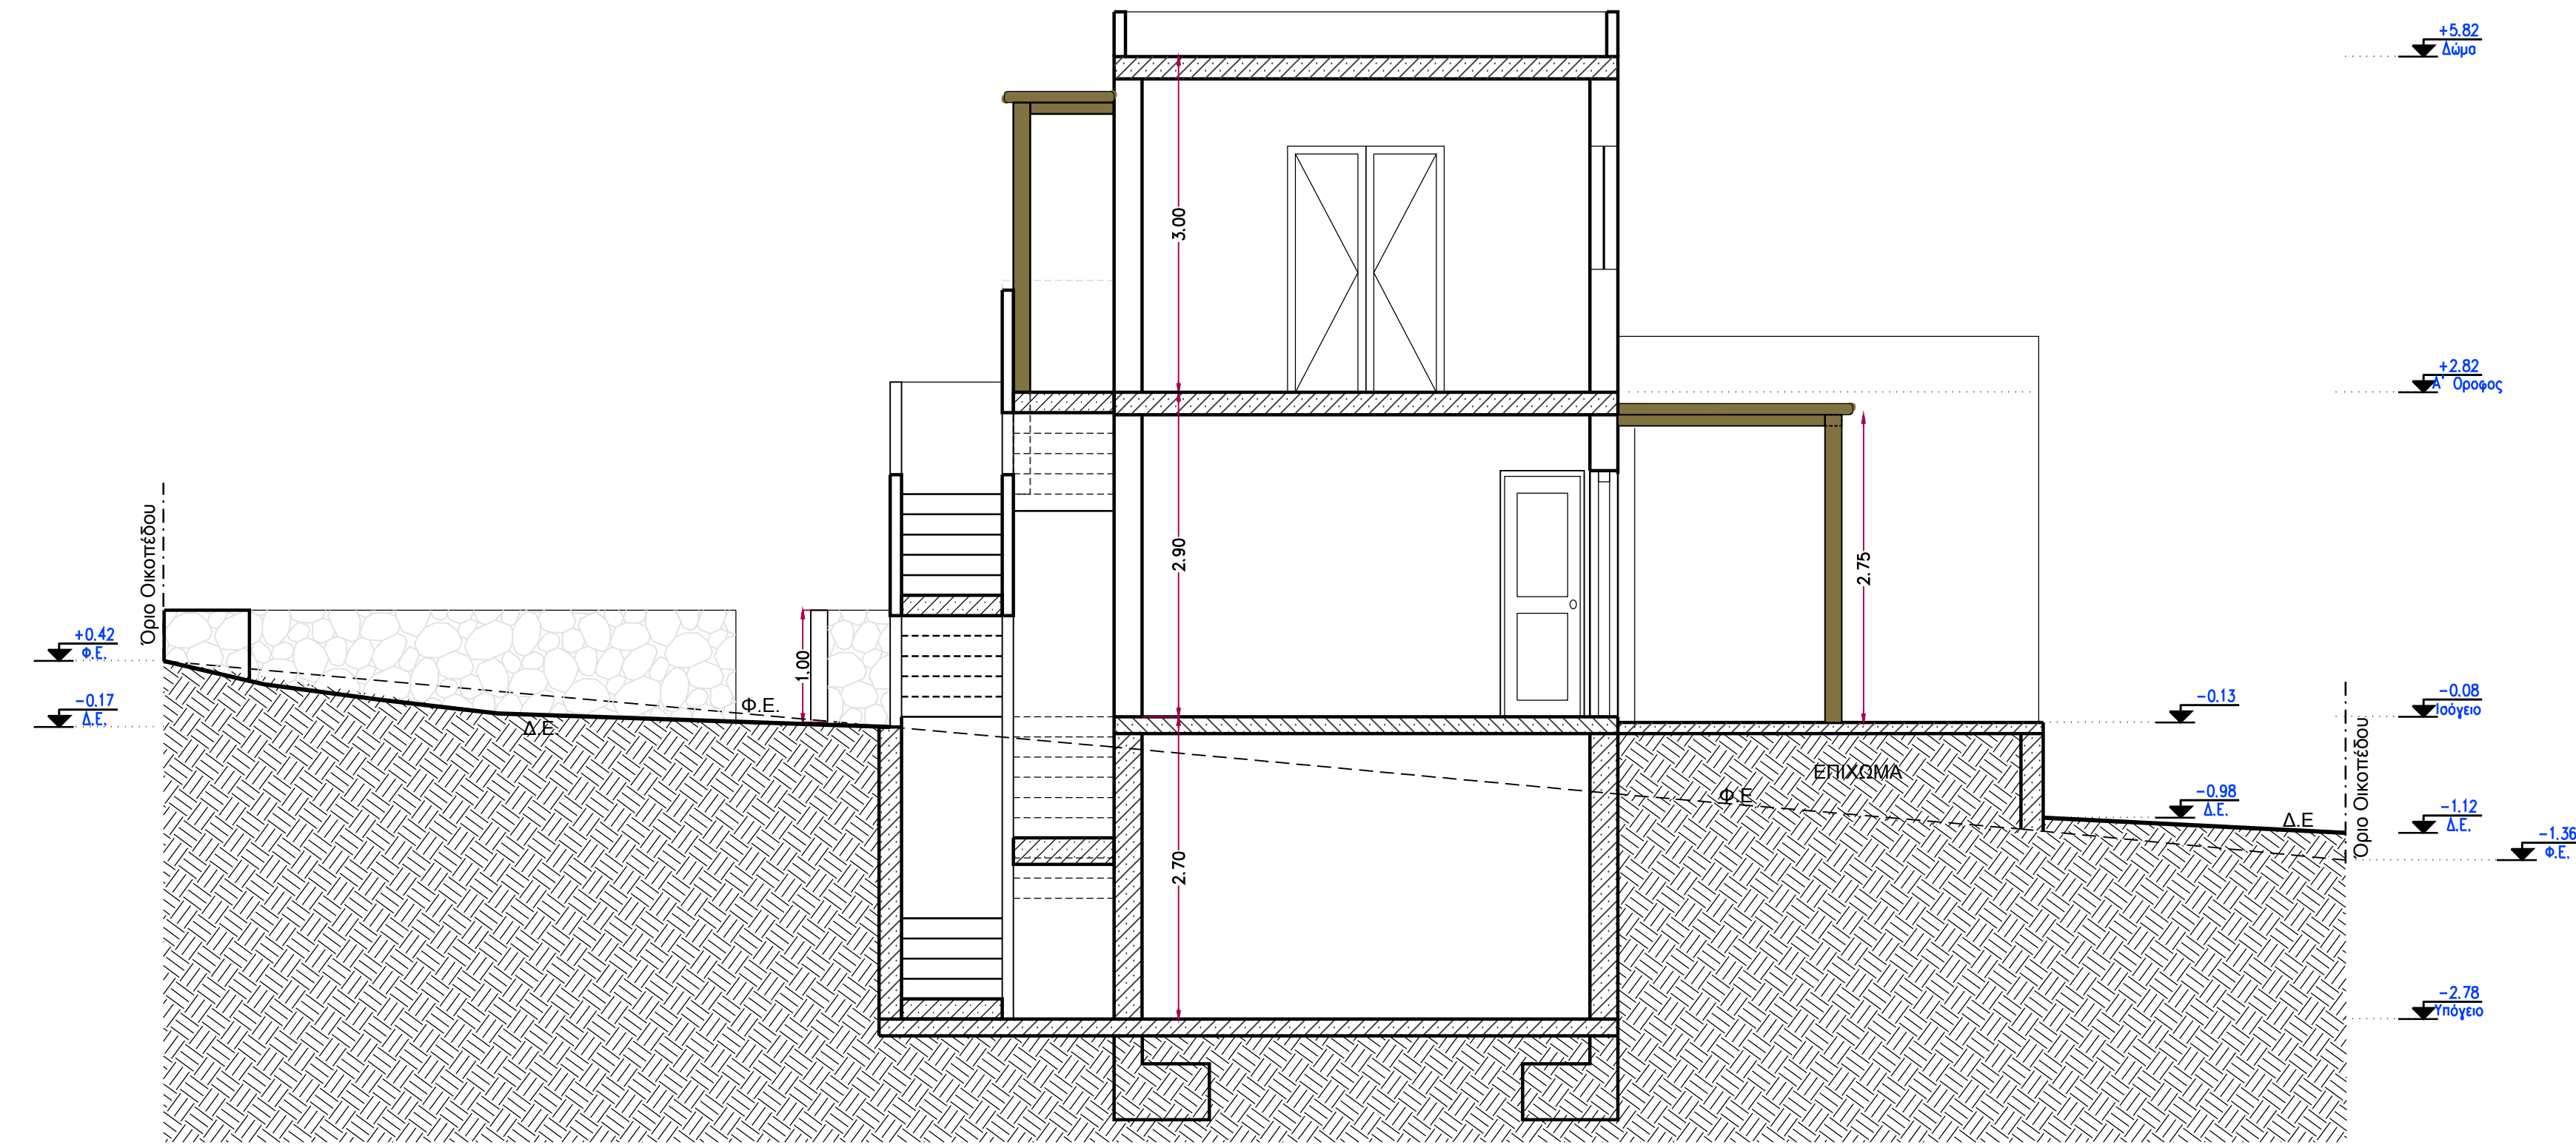 +5.82
Δώμα
3.00
+2.82
Α' Οροφος
2.90
2.75
Όριο Οικοπέδου
+0.42
Φ.Ε.
-0.17
Δ.Ε.
1.00
Φ.Ε.
Δ.Ε.
-0.13
-0.08
Ισόγειο
ΕΠΙΧΩΜΑ
Φ.Ε
-0.98
Δ.Ε.
Δ.Ε
Όριο Οικοπέδου
-1.12
Δ.Ε.
-1.36
Φ.Ε.
2.70
-2.78
Υπόγειο